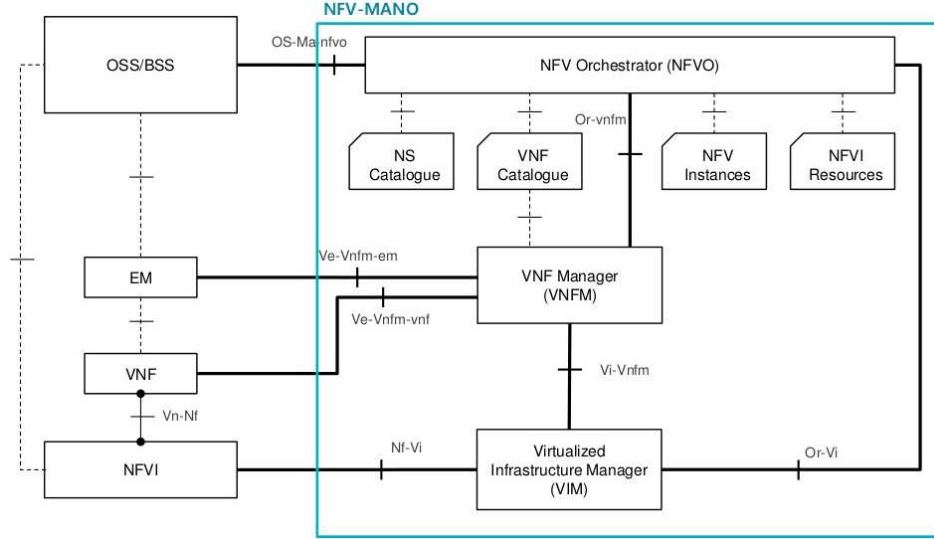 NFV-MANO
OS-Ma-nfvo
OSS/BSS
NFV Orchestrator (NFVO)
Or-vnfm
NS
Catalogue
VNF
Catalogue
NFV
Instances
NFVI
Resources
Ve-Vnfm-em
EM
VNF Manager
(VNFM)
Ve-Vnfm-vnf
VNF
Vi-Vnfm
Vn-Nf
Nf-Vi
NFVI
Virtualized
Infrastructure Manager
(VIM)
Or-Vi